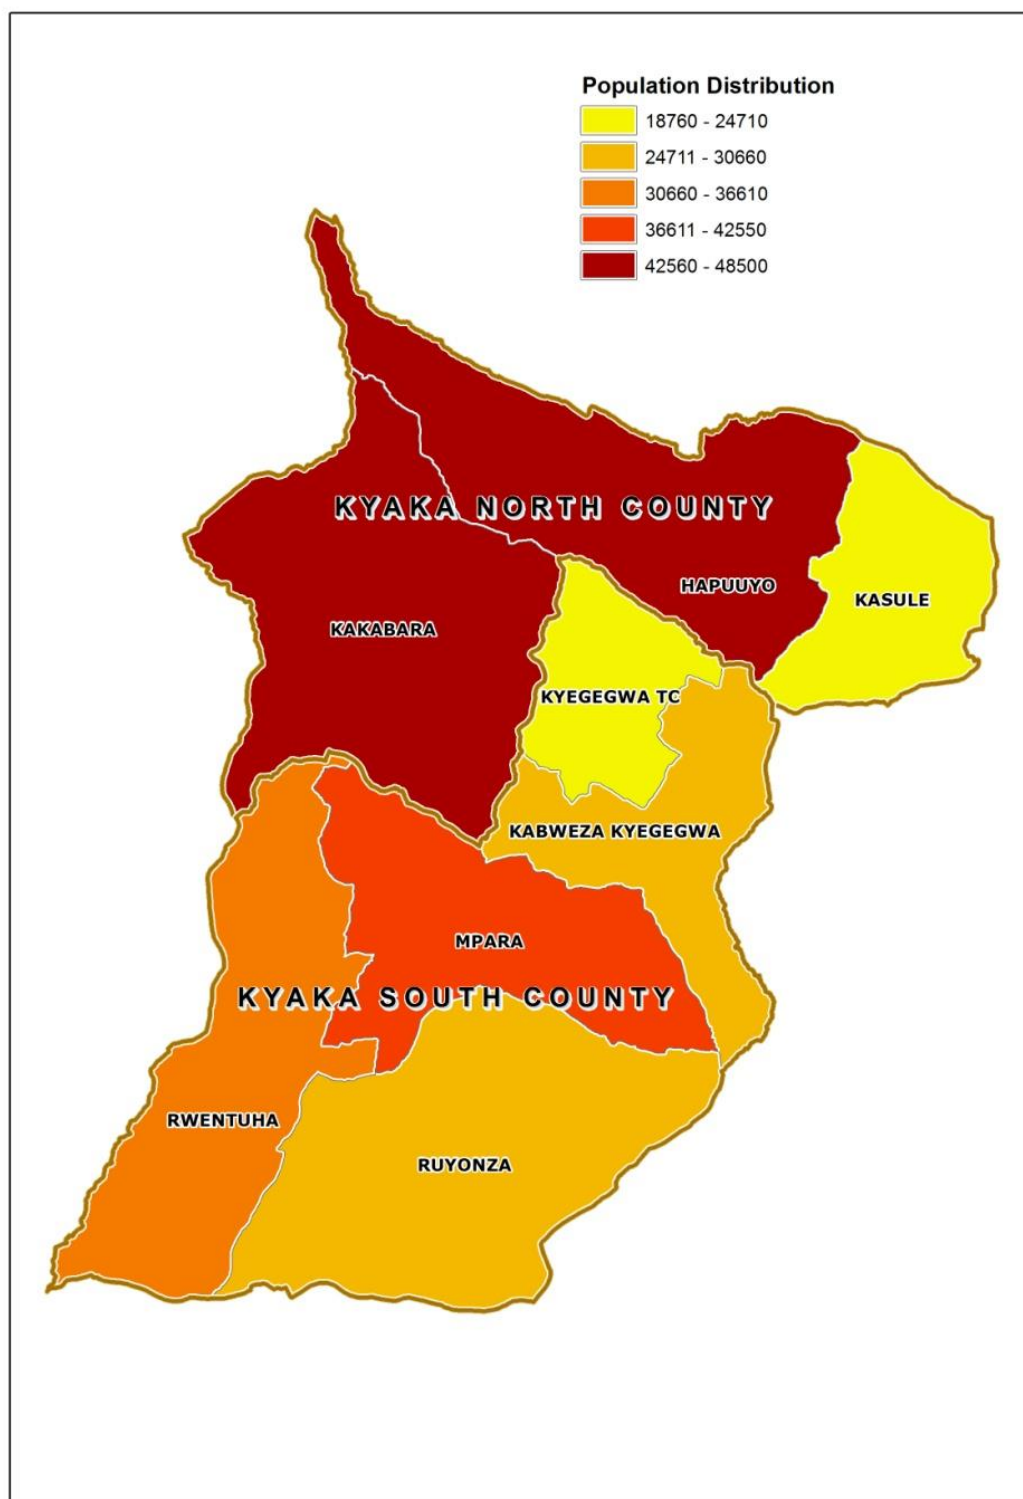 Population Distribution
18760 - 24710
24711 - 30660
30660 - 36610
36611 - 42550
42560 - 48500
KYAKA NORTH COUNTY
HAPUUYO
KASULE
KAKABARA
KYEGEGWA TC
KABWEZA KYEGEGWA
MPARA
KYAKA SOUTH COUNTY
RWENTUHA
RUYONZA